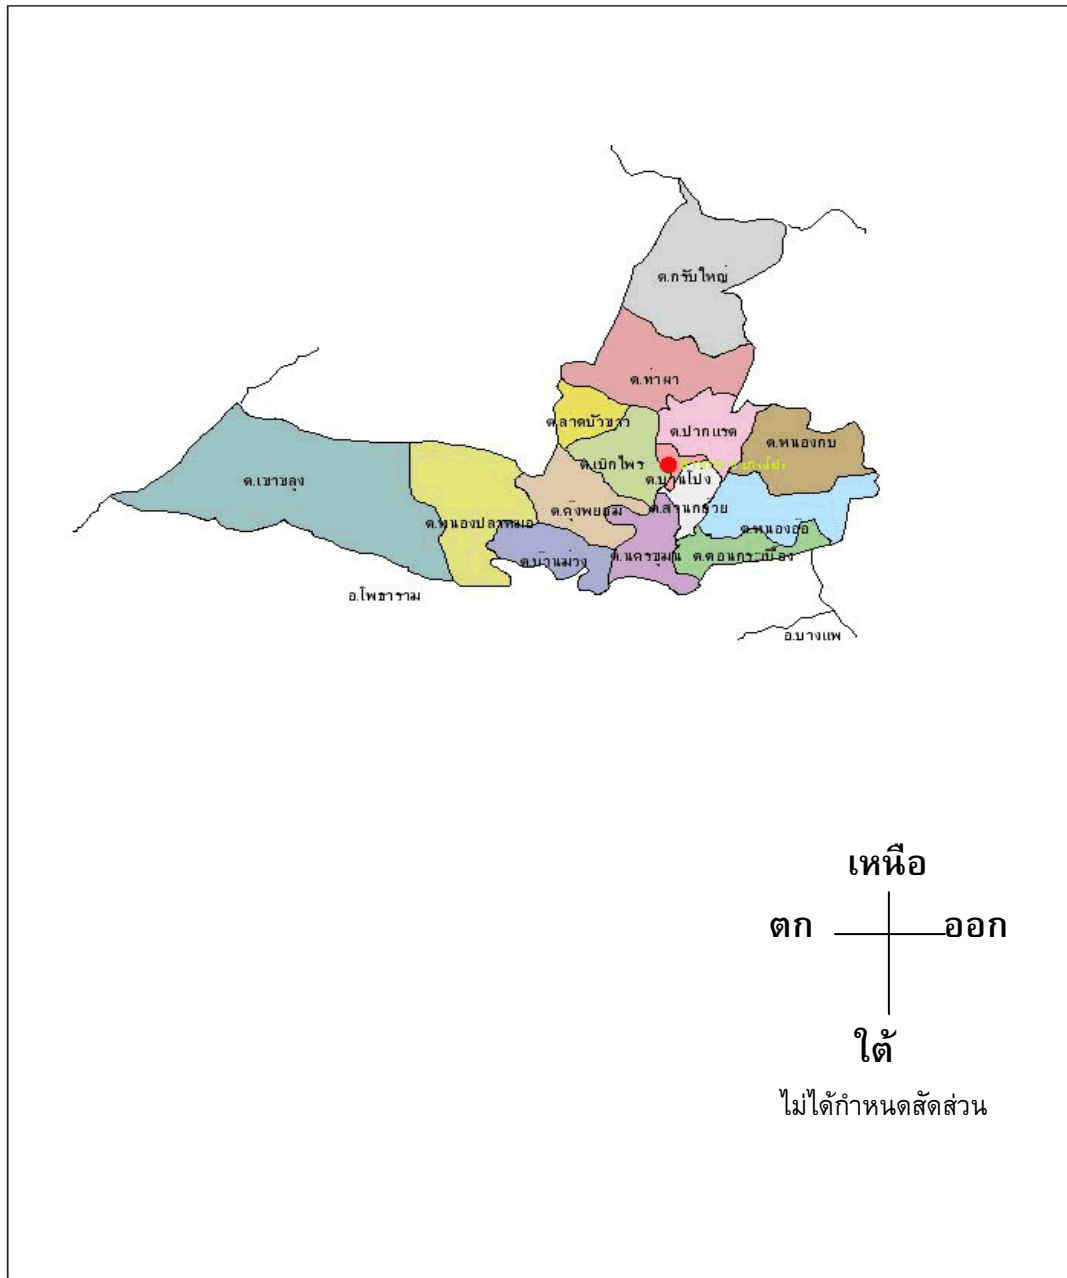 ต.กรับใหญ่
ต.ท่าผา
ต.ลาดบัวขาว
ต.ปากแรต
ต.หนองกบ
ต.เบิกไพร
ต.บ้านโป่ง
ต.เขาขลุง
ต.สวนกล้วย
ต.คุ้งพยอม
ต.หนองปลาหมอ
ต.หนองอ้อ
ต.บ้านม่วง
ต.นครชุมน์
ต.ดอนกระเบื้อง
อ.โพธาราม
อ.บางแพ
เหนือ
ตก
ออก
ใต้
ไม่ได้กำหนดสัดส่วน